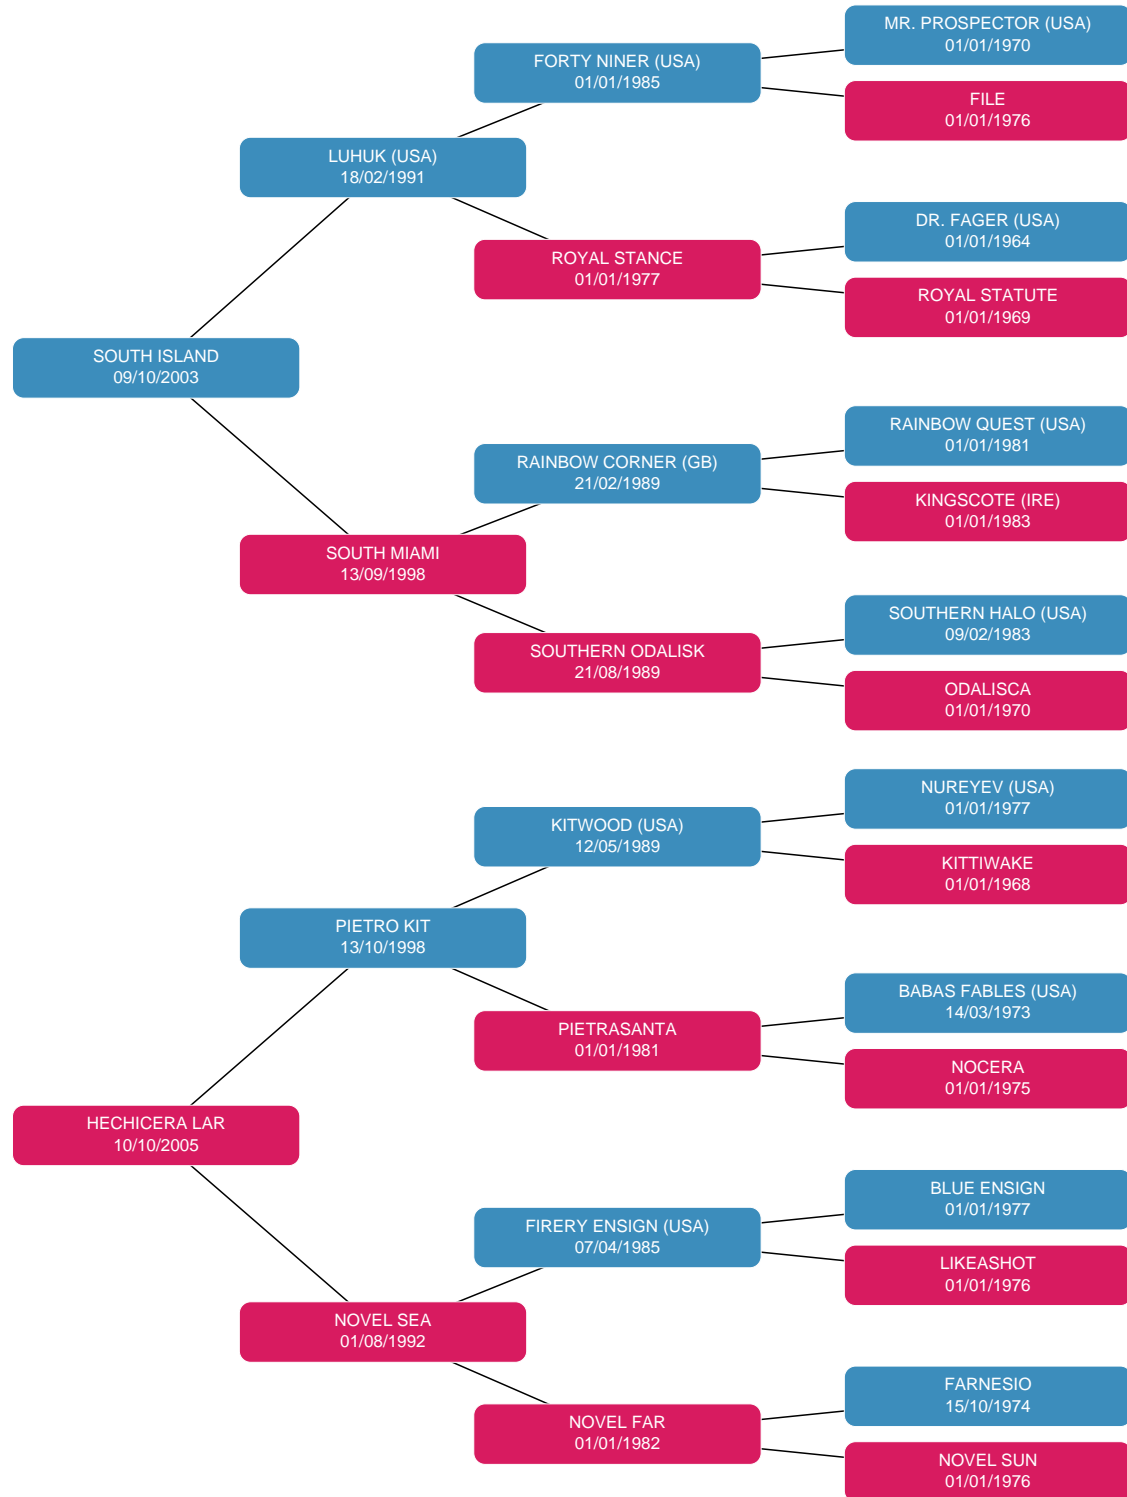 MR. PROSPECTOR (USA)
01/01/1970
FORTY NINER (USA)
01/01/1985
FILE
01/01/1976
LUHUK (USA)
18/02/1991
DR. FAGER (USA)
01/01/1964
ROYAL STANCE
01/01/1977
ROYAL STATUTE
01/01/1969
SOUTH ISLAND
09/10/2003
RAINBOW QUEST (USA)
01/01/1981
RAINBOW CORNER (GB)
21/02/1989
KINGSCOTE (IRE)
01/01/1983
SOUTH MIAMI
13/09/1998
SOUTHERN HALO (USA)
09/02/1983
SOUTHERN ODALISK
21/08/1989
ODALISCA
01/01/1970
NUREYEV (USA)
01/01/1977
KITWOOD (USA)
12/05/1989
KITTIWAKE
01/01/1968
PIETRO KIT
13/10/1998
BABAS FABLES (USA)
14/03/1973
PIETRASANTA
01/01/1981
NOCERA
01/01/1975
HECHICERA LAR
10/10/2005
BLUE ENSIGN
01/01/1977
FIRERY ENSIGN (USA)
07/04/1985
LIKEASHOT
01/01/1976
NOVEL SEA
01/08/1992
FARNESIO
15/10/1974
NOVEL FAR
01/01/1982
NOVEL SUN
01/01/1976